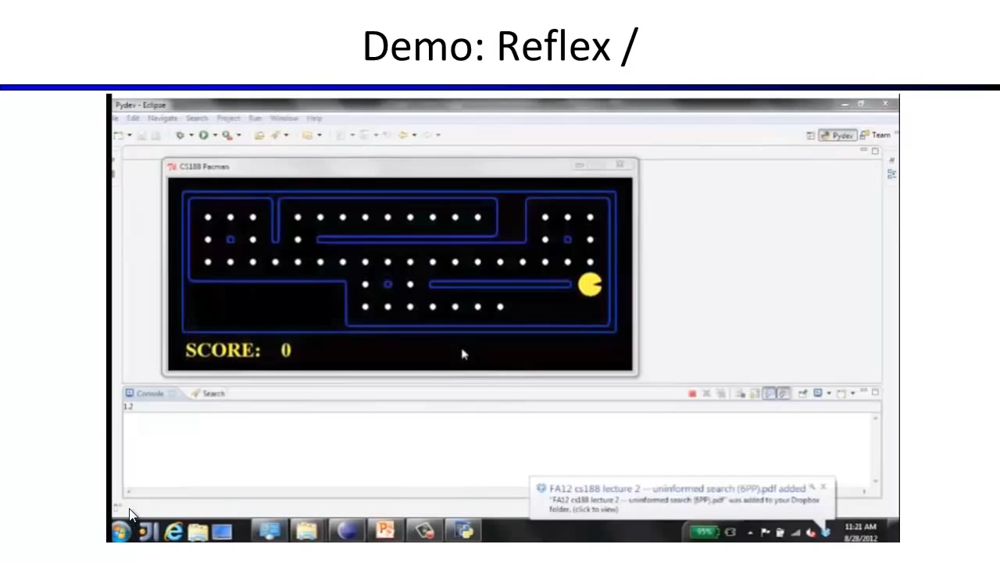 Demo: Reflex /
Pydev - Eclipse
Edit Navigate Search Project Run Window Help
Pydev Team
CS188 Pacman
SCORE: 0
Console Search
1.2
FA12 cs188 lecture 2 -- uninformed search (6PP).pdf added
"FA12 cs188 lecture 2 -- uninformed search (6PP).pdf" was added to your Dropbox
folder. (click to view)
95%
11:21 AM
8/28/2012